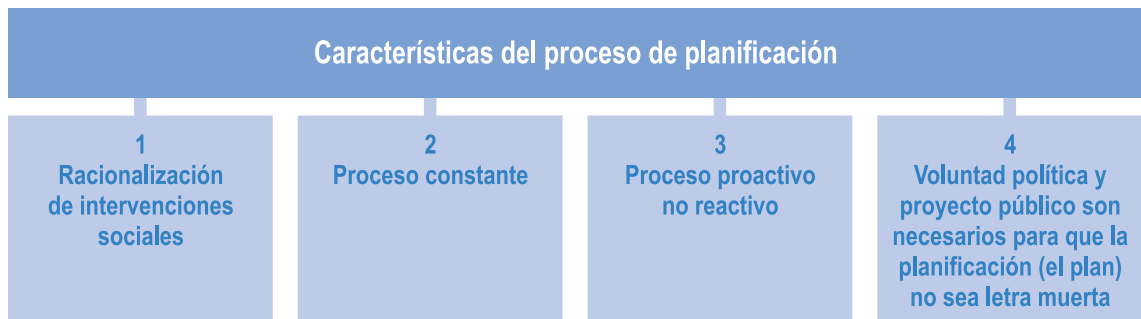 Características del proceso de planificación
1
Racionalización
de intervenciones
sociales
2
Proceso constante
3
Proceso proactivo
no reactivo
4
Voluntad política y
proyecto público son
necesarios para que la
planificación (el plan)
no sea letra muerta